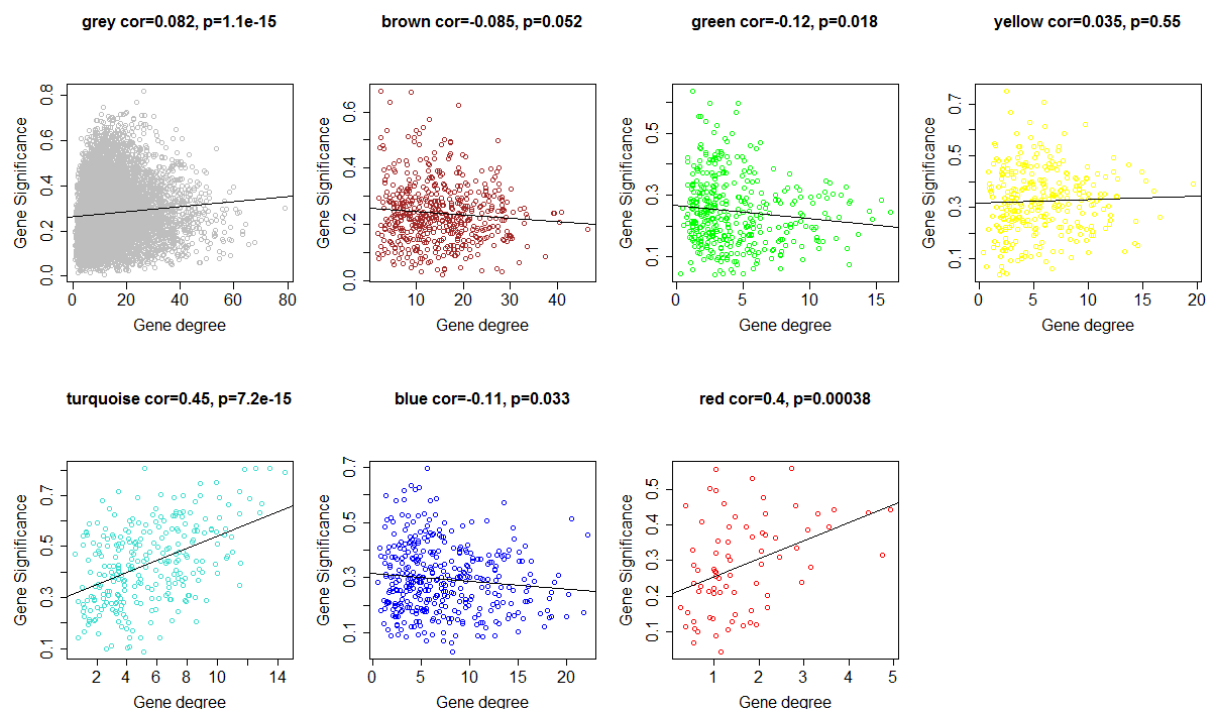 grey cor=0.082, p=1.1e-15
brown cor=-0.085, p=0.052
green cor=-0.12, p=0.018
yellow cor=0.035, p=0.55
Gene Significance
0.0 0.2 0.4 0.6 0.8
0 20 40 60 80
Gene degree
Gene Significance
0.0 0.2 0.4 0.6
10 20 30 40
Gene degree
Gene Significance
0.1 0.3 0.5
0 5 10 15
Gene degree
Gene Significance
0.1 0.3 0.5 0.7
0 5 10 15 20
Gene degree
turquoise cor=0.45, p=7.2e-15
blue cor=-0.11, p=0.033
red cor=0.4, p=0.00038
Gene Significance
0.1 0.3 0.5 0.7
2 4 6 8 10 14
Gene degree
Gene Significance
0.1 0.3 0.5 0.7
0 5 10 15 20
Gene degree
Gene Significance
0.1 0.2 0.3 0.4 0.5
1 2 3 4 5
Gene degree